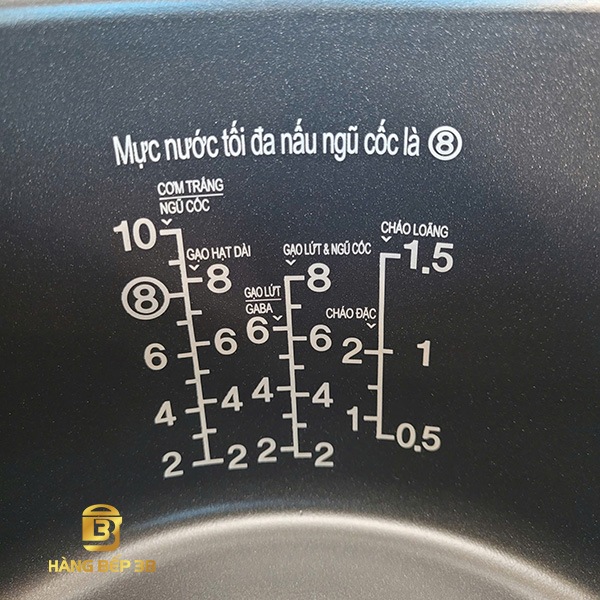 Mực nước tối đa nấu ngũ cốc là ⑧
CƠM TRẮNG
NGŨ CỐC
CHÁO LOÃNG
10 GẠO HẠT DÀI GẠO LỨT & NGŨ CỐC 1.5
⑧ 8 8
GẠO LỨT
GABA
CHÁO ĐẶC
6 6 6 6 2 1
4 4 4 4 1 0.5
2 2 2 2
HÀNG BẾP 3B